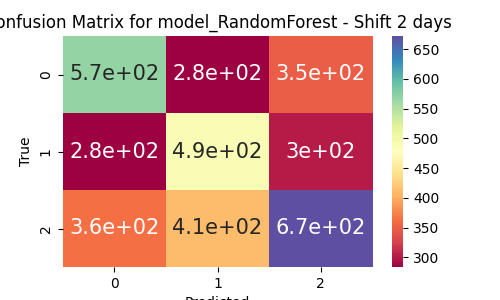 onfusion Matrix for model_RandomForest - Shift 2 days
0
5.7e+02
2.8e+02
3.5e+02
1
2.8e+02
4.9e+02
3e+02
2
3.6e+02
4.1e+02
6.7e+02
True
0
1
2
Predicted
650
600
550
500
450
400
350
300